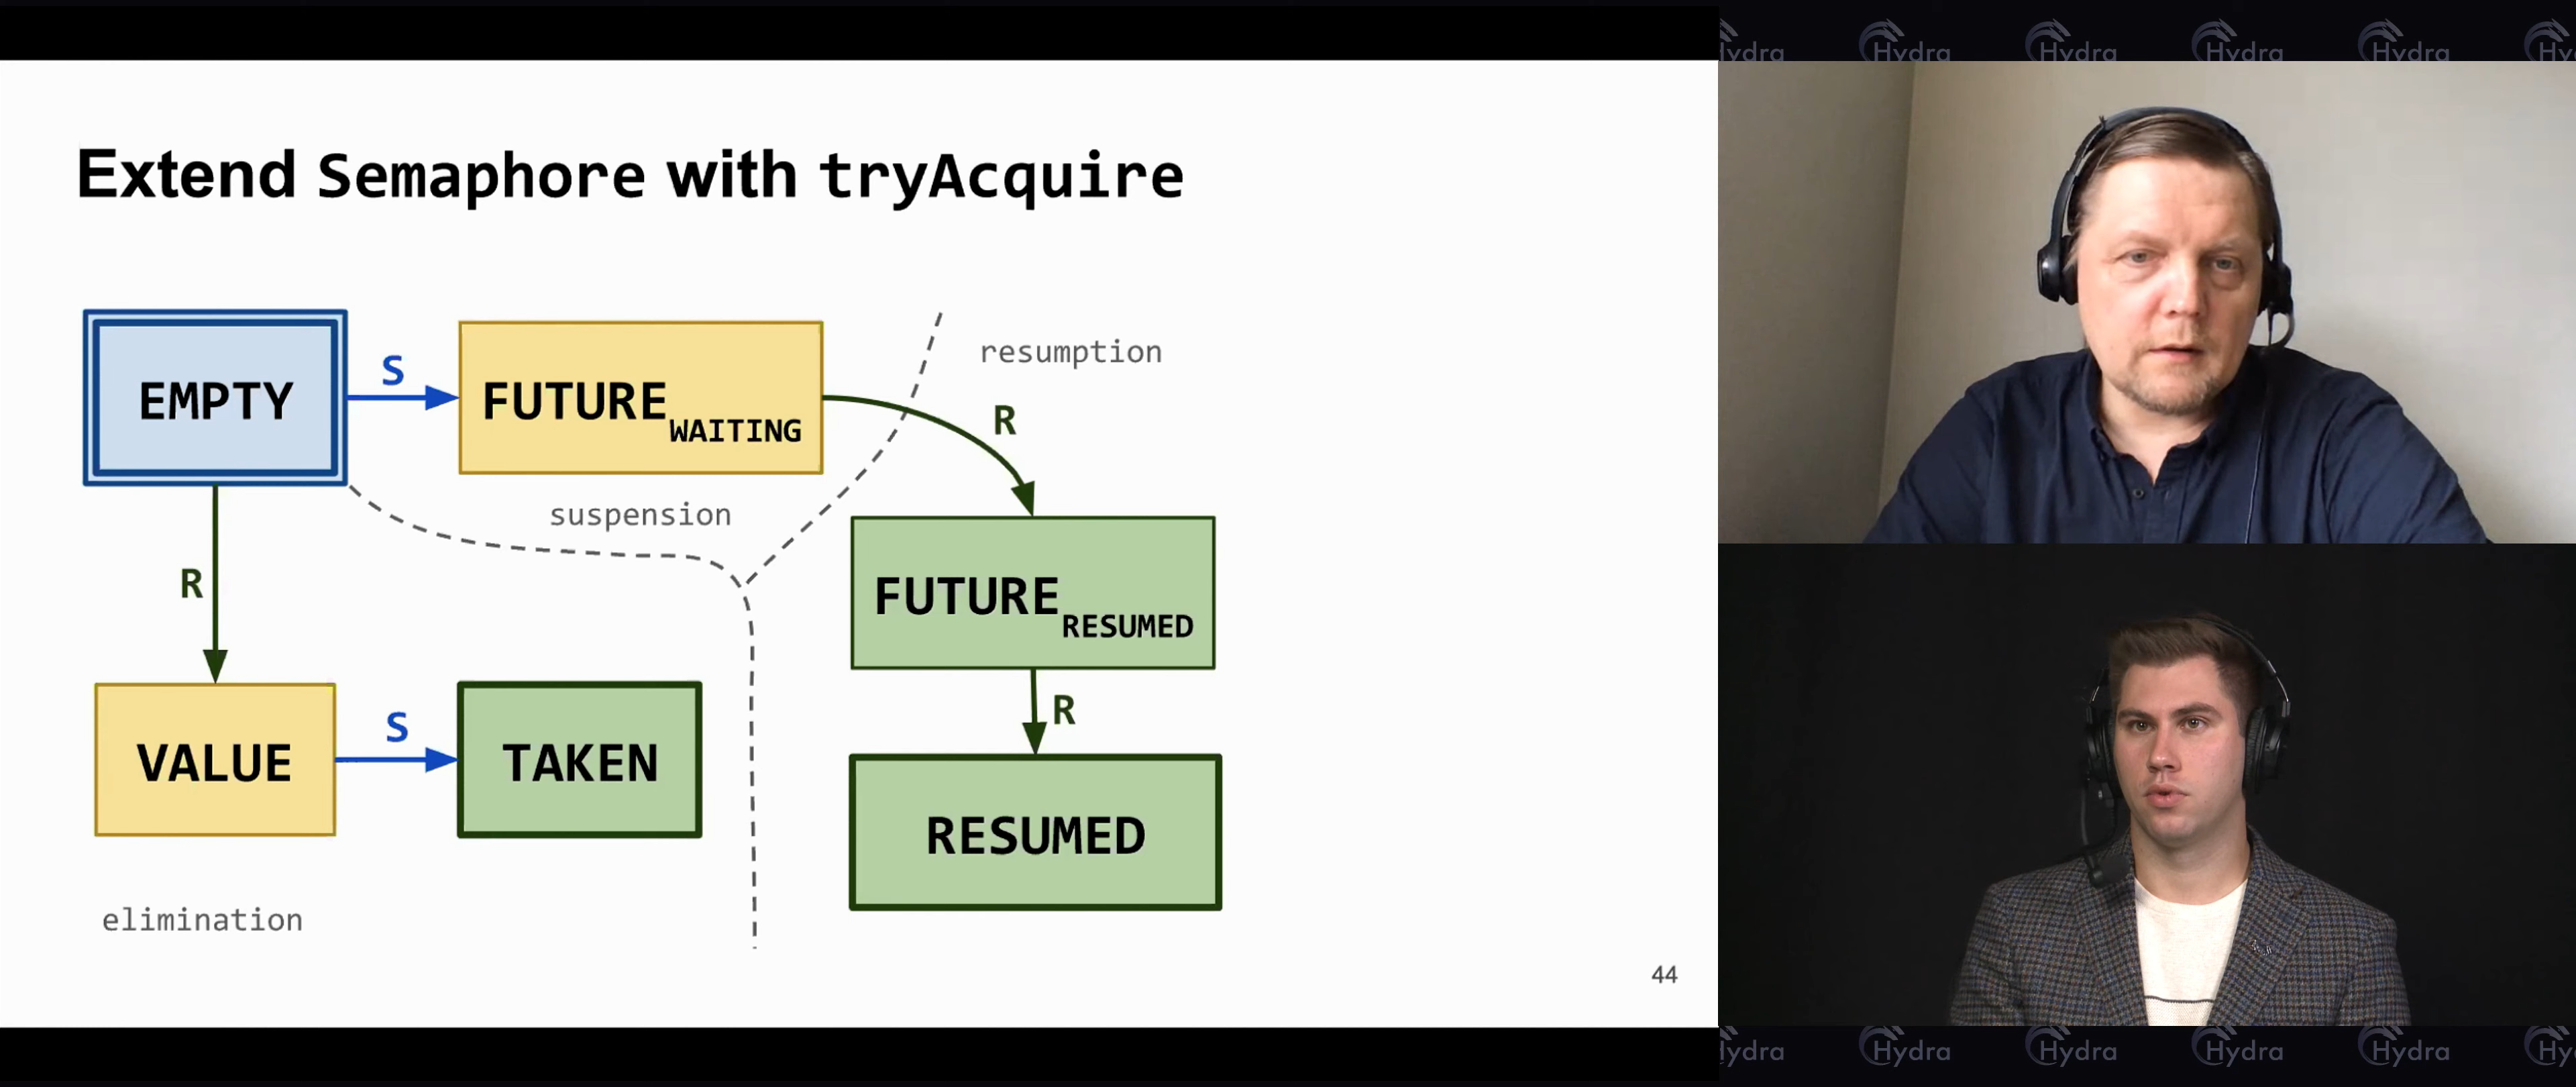 Hydra Hydra Hydra Hydra
Extend Semaphore with tryAcquire
resumption
S
R
EMPTY
FUTURE WAITING
suspension
R
FUTURE RESUMED
R
S
VALUE
TAKEN
RESUMED
elimination
44
Hydra Hydra Hydra Hydra